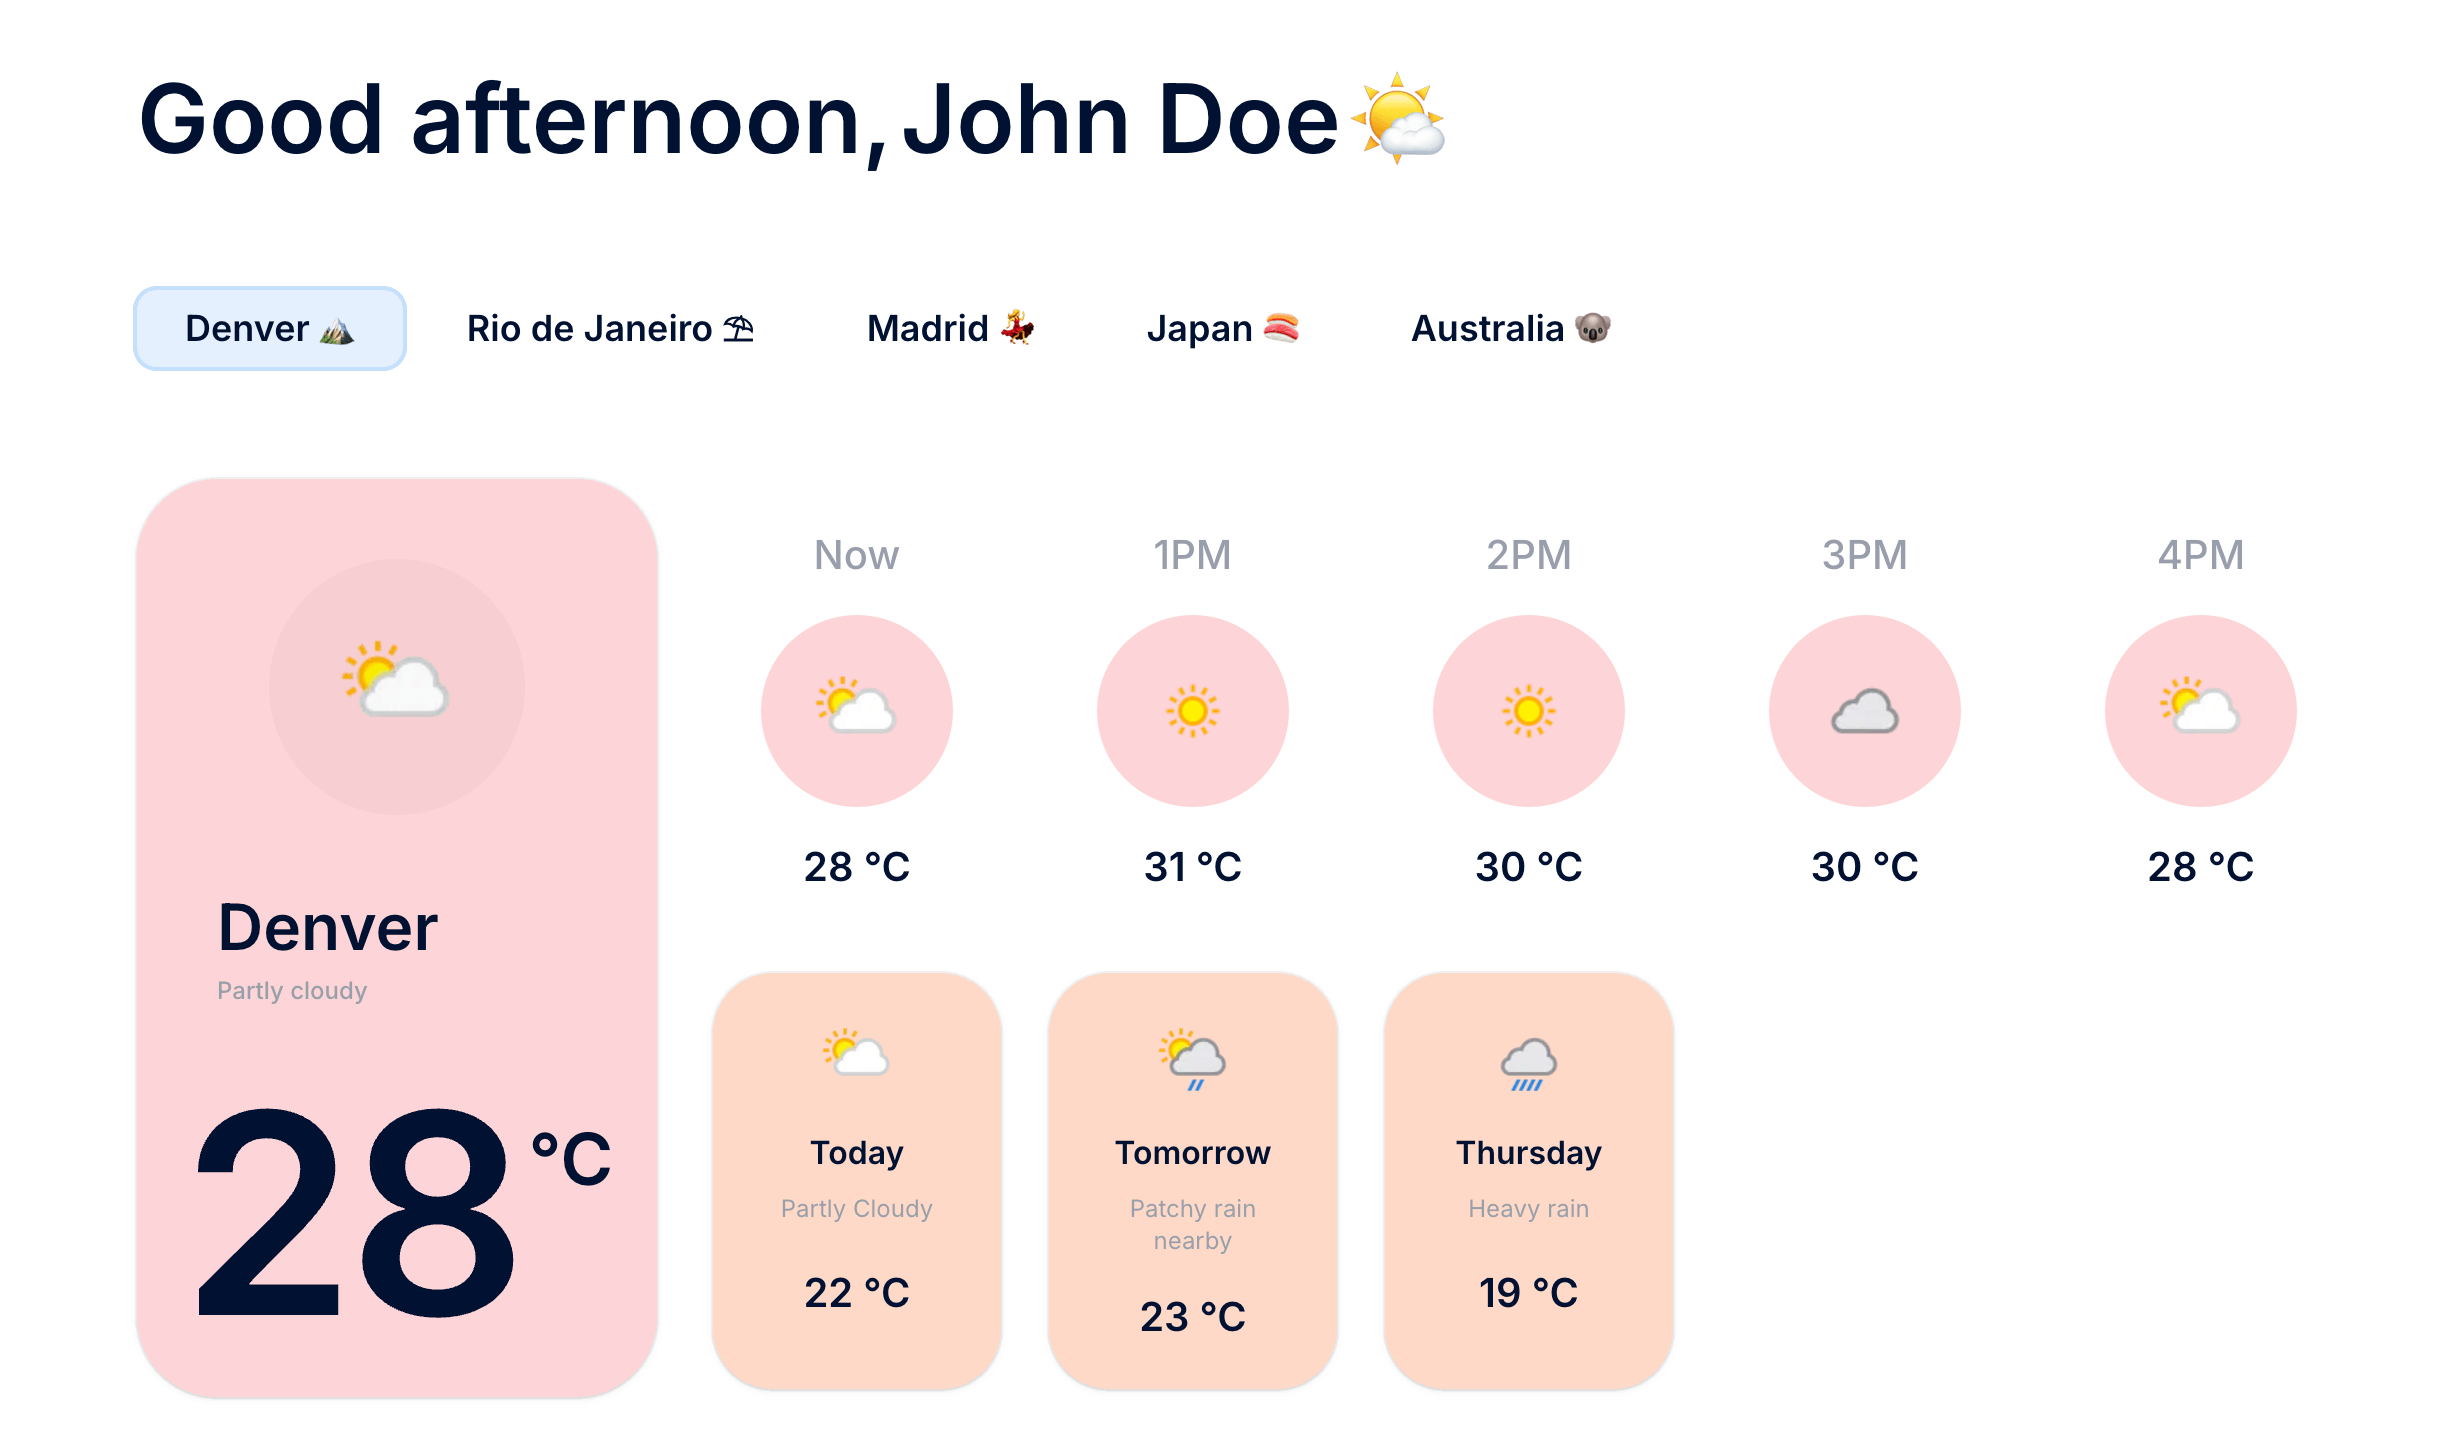 Good afternoon, John Doe
Denver
Rio de Janeiro
Madrid
Japan
Australia
Now
1PM
2PM
3PM
4PM
28 °C
31 °C
30 °C
30 °C
28 °C
Denver
Partly cloudy
28 °C
Today
Partly Cloudy
22 °C
Tomorrow
Patchy rain
nearby
23 °C
Thursday
Heavy rain
19 °C